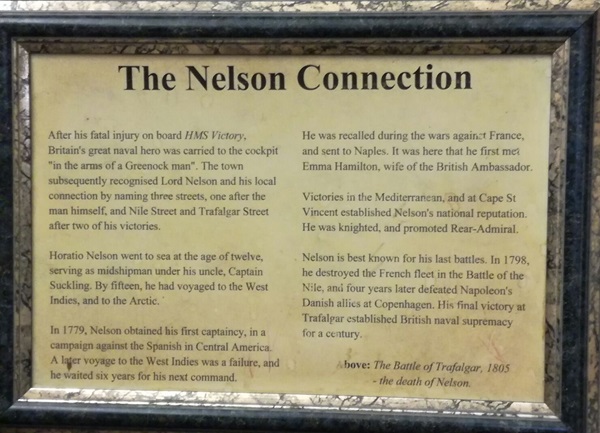 The Nelson Connection
After his fatal injury on board HMS Victory,
Britain's great naval hero was carried to the cockpit
"in the arms of a Greenock man". The town
subsequently recognised Lord Nelson and his local
connection by naming three streets, one after the
man himself, and Nile Street and Trafalgar Street
after two of his victories.
Horatio Nelson went to sea at the age of twelve,
serving as midshipman under his uncle, Captain
Suckling. By fifteen, he had voyaged to the West
Indies, and to the Arctic.
In 1779, Nelson obtained his first captaincy, in a
campaign against the Spanish in Central America.
A later voyage to the West Indies was a failure, and
he waited six years for his next command.
He was recalled during the wars against France,
and sent to Naples. It was here that he first met
Emma Hamilton, wife of the British Ambassador.
Victories in the Mediterranean, and at Cape St
Vincent established Nelson's national reputation.
He was knighted, and promoted Rear-Admiral.
Nelson is best known for his last battles. In 1798,
he destroyed the French fleet in the Battle of the
Nile, and four years later defeated Napoleon's
Danish allies at Copenhagen. His final victory at
Trafalgar established British naval supremacy
for a century.
Above: The Battle of Trafalgar, 1805
- the death of Nelson.